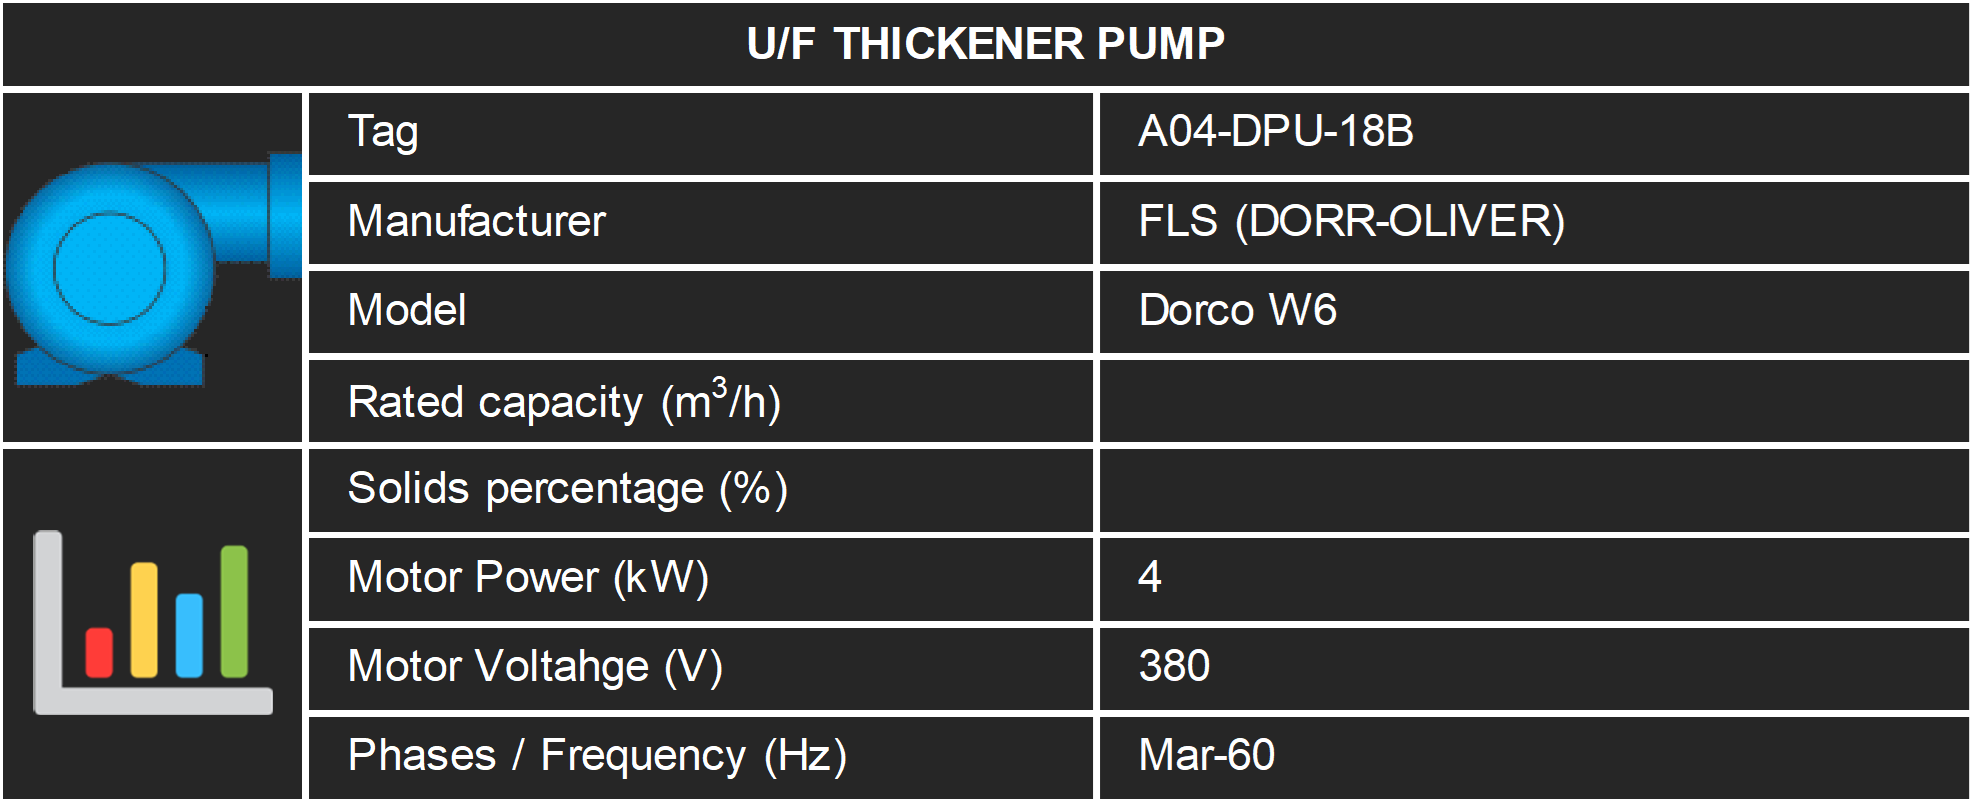 U/F THICKENER PUMP
Tag A04-DPU-18B
Manufacturer FLS (DORR-OLIVER)
Model Dorco W6
Rated capacity (m³/h)
Solids percentage (%)
Motor Power (kW) 4
Motor Voltahge (V) 380
Phases / Frequency (Hz) Mar-60